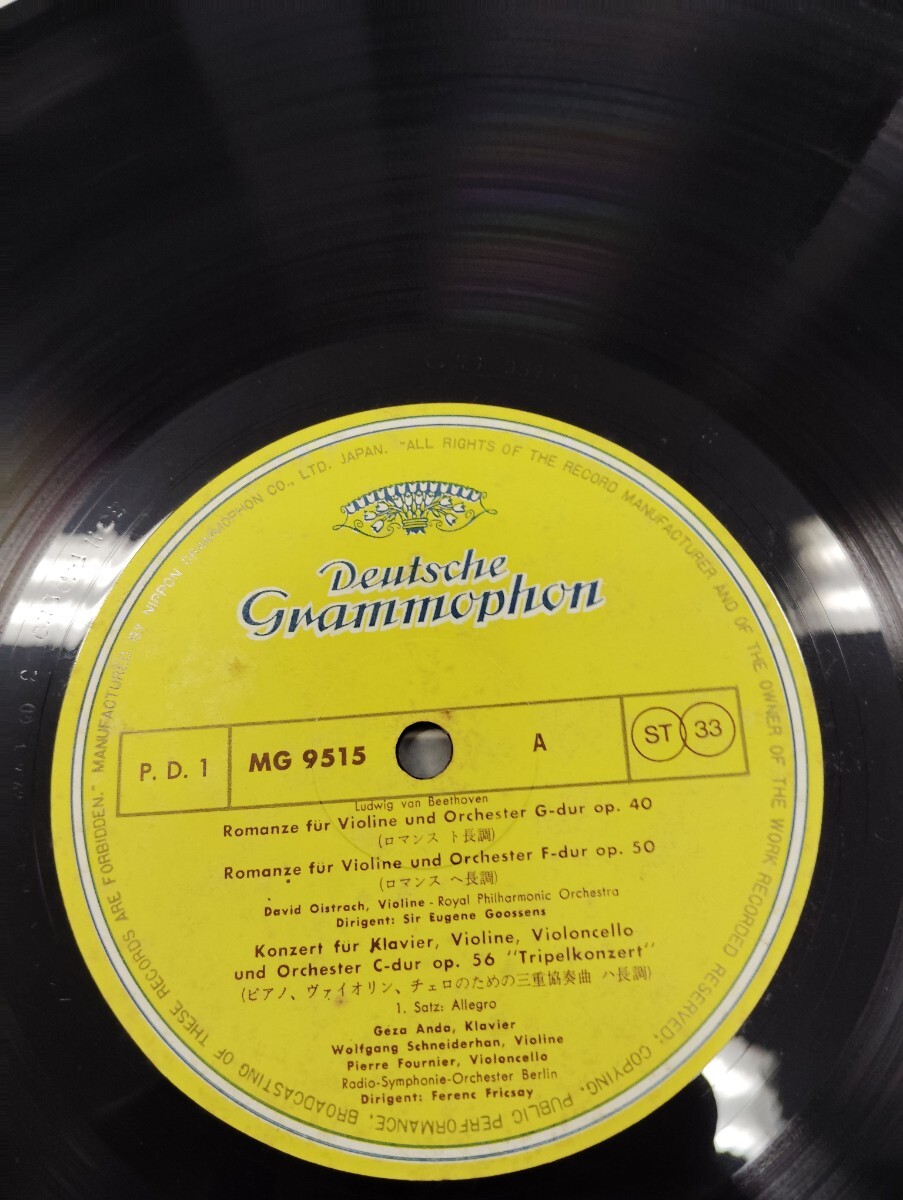 MANUFACTURED BY NIPPON GRAMMOPHON CO., LTD. JAPAN. "ALL RIGHTS OF THE RECORD MANUFACTURER AND OF THE OWNER OF THE WORK RECORDED RESERVED; COPYING, PUBLIC PERFORMANCE, BROADCASTING OF THESE RECORDS ARE FORBIDDEN."
Deutsche
Grammophon
P. D. 1 MG 9515 A ST 33
Ludwig van Beethoven
Romanze für Violine und Orchester G-dur op. 40
(ロマンス ト長調)
Romanze für Violine und Orchester F-dur op. 50
(ロマンス ヘ長調)
David Oistrach, Violine - Royal Philharmonic Orchestra
Dirigent: Sir Eugene Goossens
Konzert für Klavier, Violine, Violoncello
und Orchester C-dur op. 56 "Tripelkonzert"
(ピアノ、ヴァイオリン、チェロのための三重協奏曲 ハ長調)
1. Satz: Allegro
Geza Anda, Klavier
Wolfgang Schneiderhan, Violine
Pierre Fournier, Violoncello
Radio-Symphonie-Orchester Berlin
Dirigent: Ferenc Fricsay